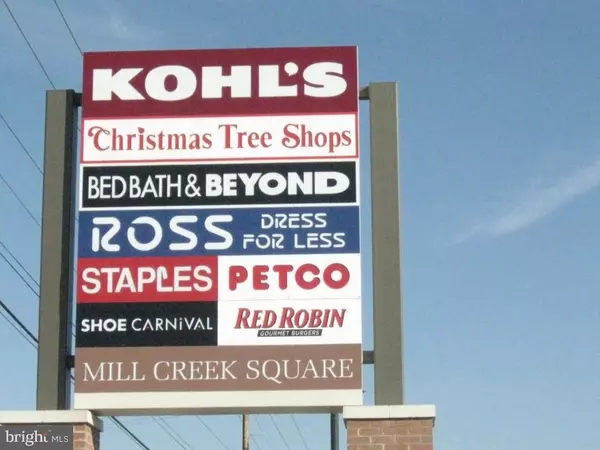 KOHL'S
Christmas Tree Shops
BED BATH & BEYOND
ROSS DRESS
FOR LESS
STAPLES PETCO
SHOE CARNiVAL RED ROBIN
GOURMET BURGERS
MILL CREEK SQUARE
bright MLS